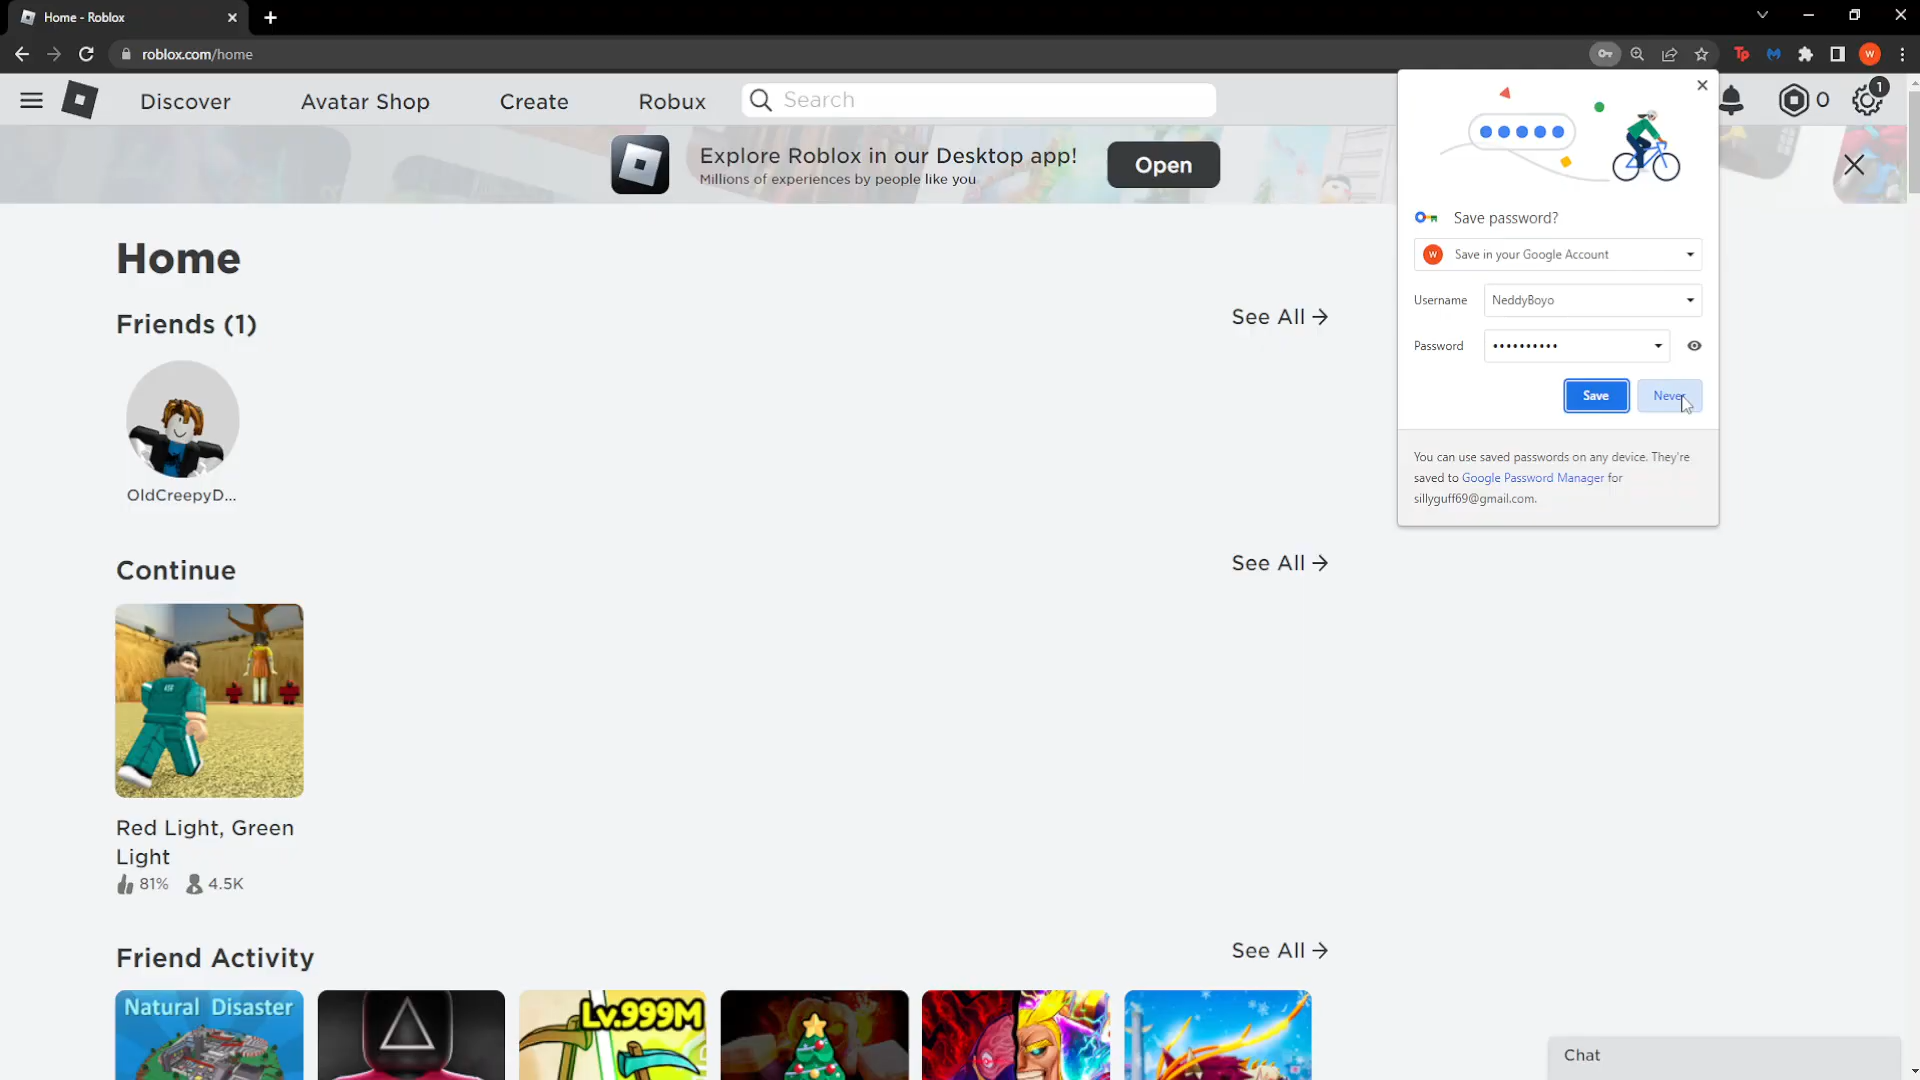 Home - Roblox
roblox.com/home
W
Discover
Avatar Shop
Create
Robux
Search
0
1
Explore Roblox in our Desktop app!
Millions of experiences by people like you
Open
Save password?
W Save in your Google Account
Username NeddyBoyo
Password ••••••••••
Save
Never
You can use saved passwords on any device. They're
saved to Google Password Manager for
sillyguff69@gmail.com.
Home
Friends (1)
See All →
OldCreepyD...
Continue
See All →
Red Light, Green
Light
81% 4.5K
Friend Activity
See All →
Natural Disaster
Lv.999M
Chat